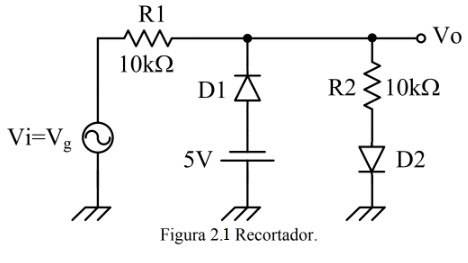 R1
Vo
10kΩ
D1
R2
10kΩ
Vi=Vg
5V
D2
Figura 2.1 Recortador.